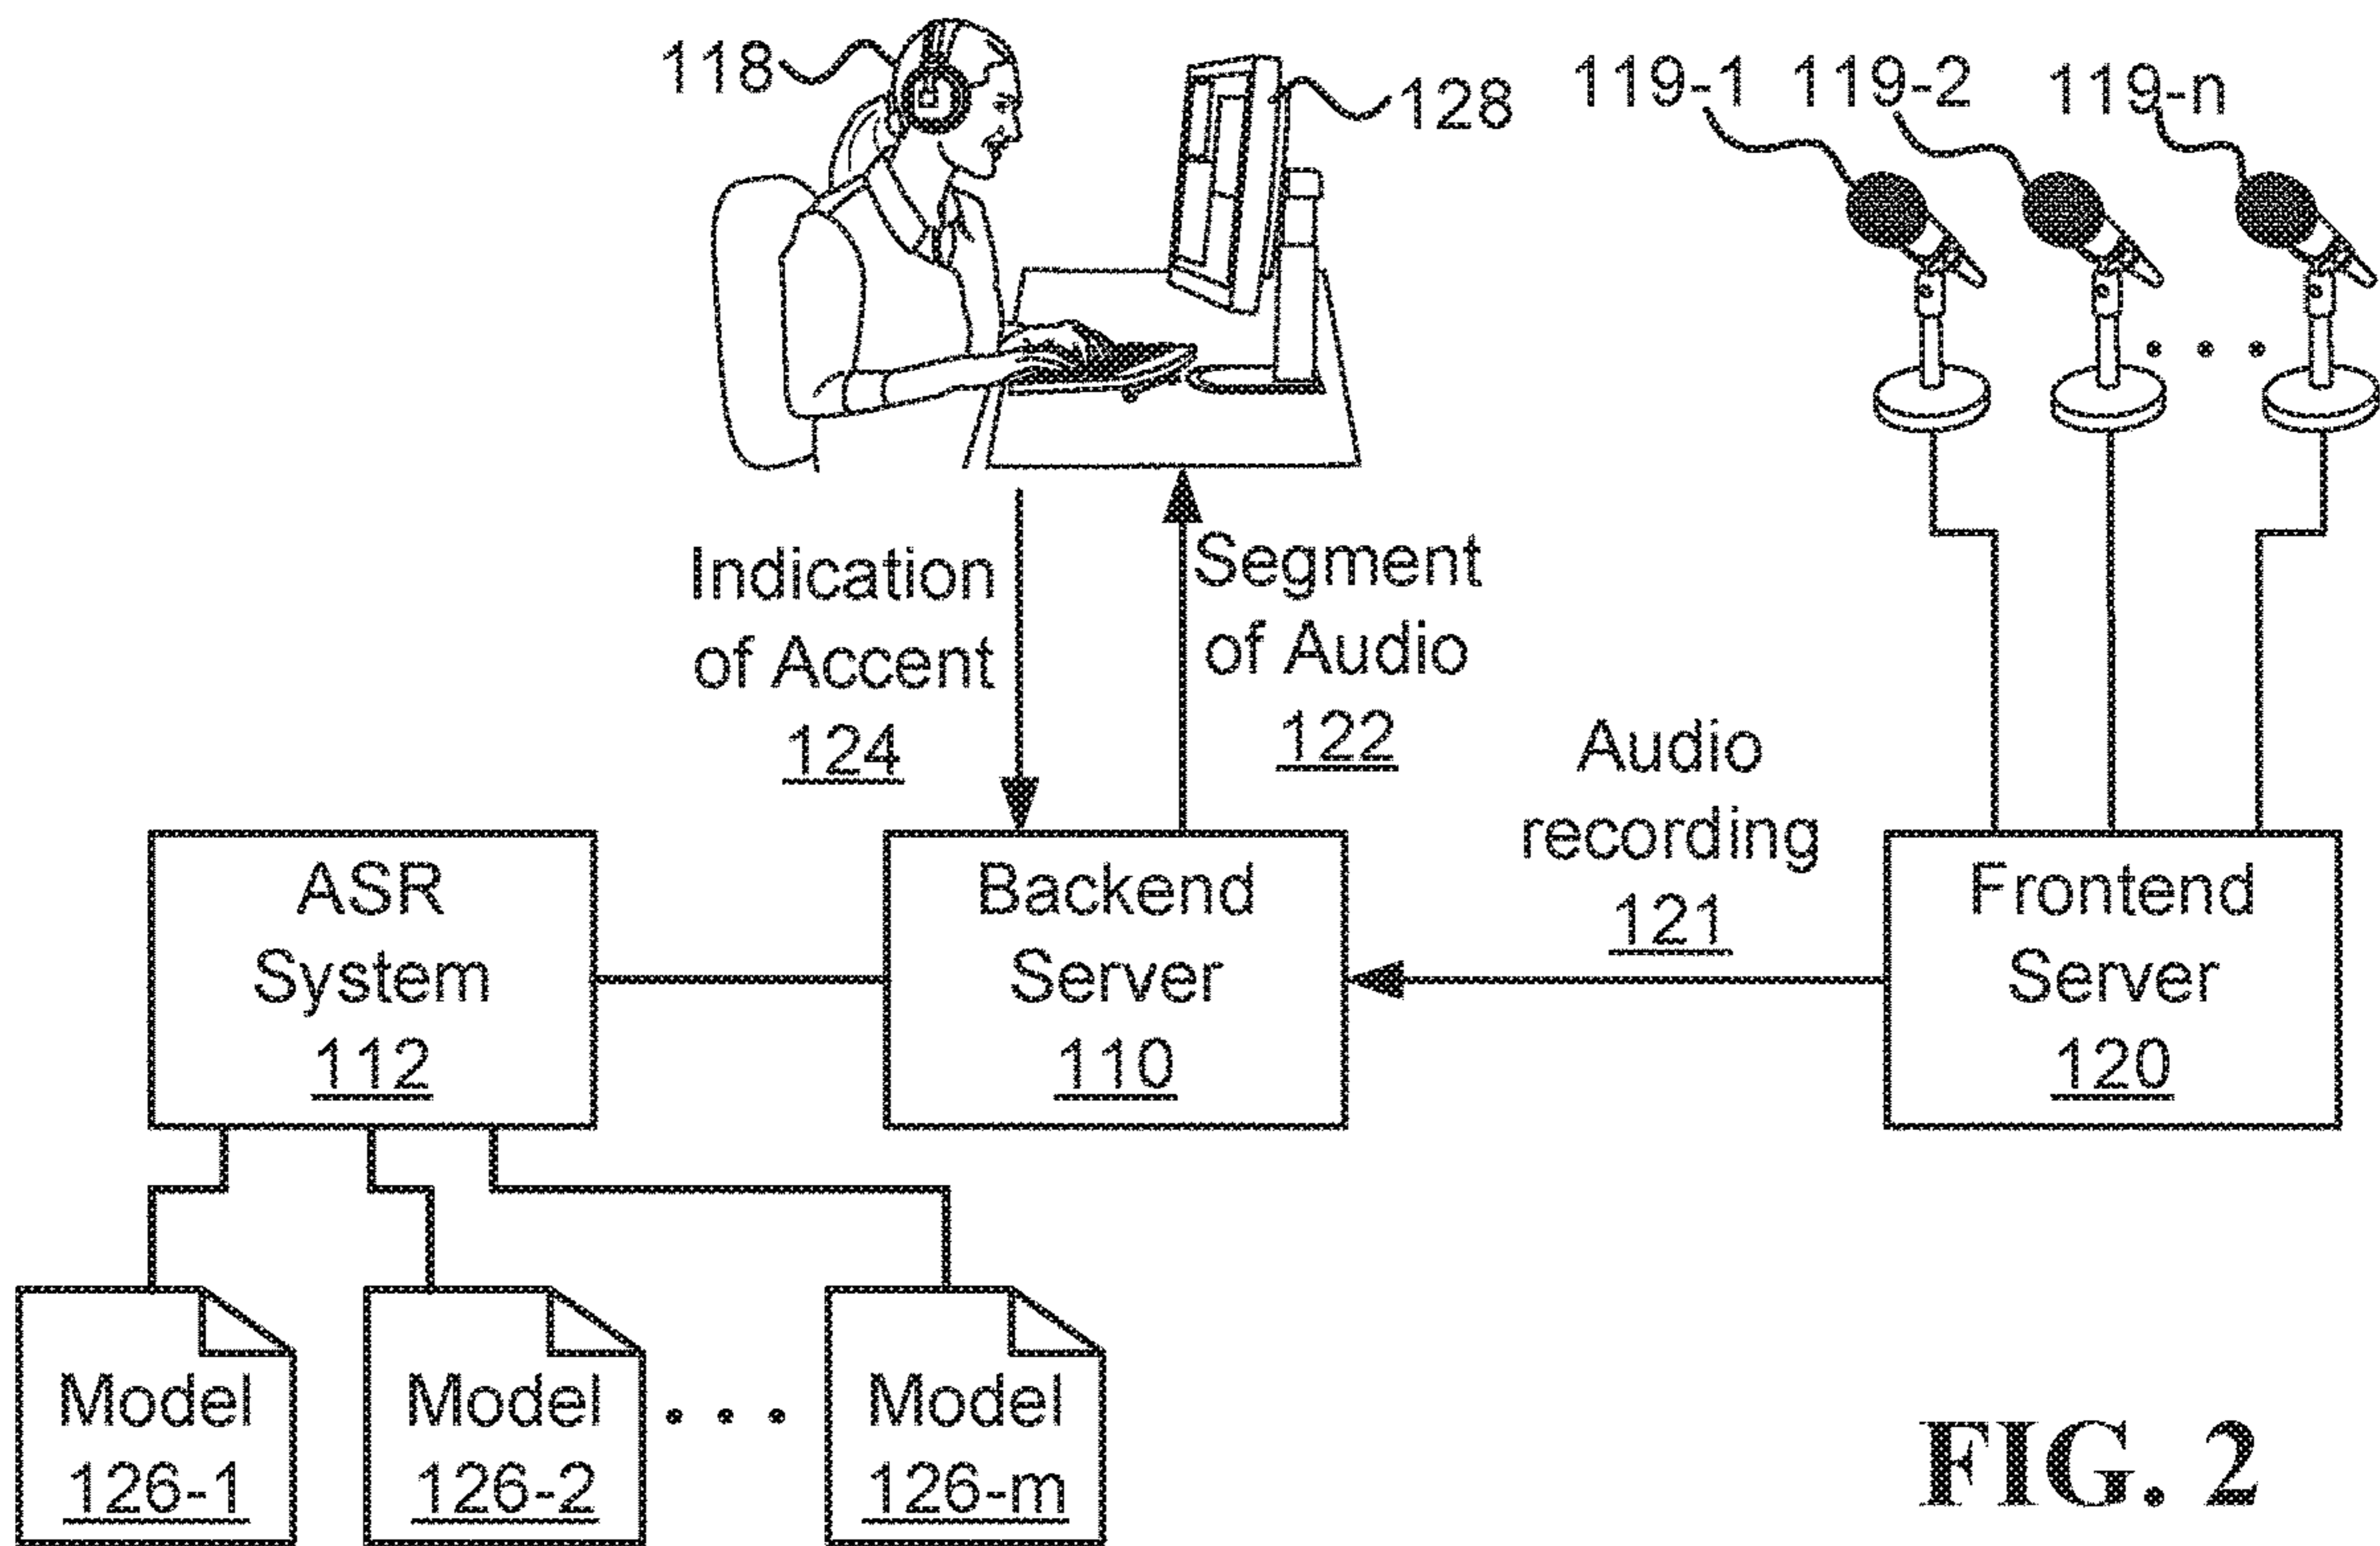 118
128
119-1
119-2
119-n
Indication
of Accent
124
Segment
of Audio
122
Audio
recording
121
ASR
System
112
Backend
Server
110
Frontend
Server
120
Model
126-1
Model
126-2
Model
126-m
FIG. 2